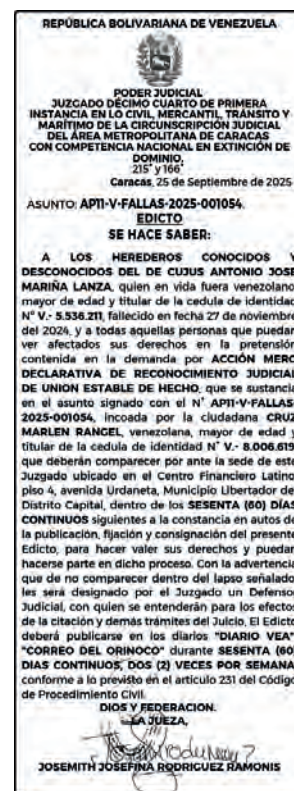 REPÚBLICA BOLIVARIANA DE VENEZUELA
PODER JUDICIAL
JUZGADO DÉCIMO CUARTO DE PRIMERA
INSTANCIA EN LO CIVIL, MERCANTIL, TRÁNSITO Y
MARÍTIMO DE LA CIRCUNSCRIPCIÓN JUDICIAL
DEL ÁREA METROPOLITANA DE CARACAS
CON COMPETENCIA NACIONAL EN EXTINCIÓN DE
DOMINIO.
215° y 166°
Caracas, 25 de Septiembre de 2025
ASUNTO: AP11-V-FALLAS-2025-001054.
EDICTO
SE HACE SABER:
A LOS HEREDEROS CONOCIDOS Y
DESCONOCIDOS DEL DE CUJUS ANTONIO JOSE
MARIÑA LANZA, quien en vida fuera venezolano,
mayor de edad y titular de la cedula de identidad
N° V.- 5.536.211, fallecido en fecha 27 de noviembre
del 2024, y a todas aquellas personas que puedan
ver afectados sus derechos en la pretensión
contenida en la demanda por ACCIÓN MERO
DECLARATIVA DE RECONOCIMIENTO JUDICIAL
DE UNION ESTABLE DE HECHO, que se sustancia
en el asunto signado con el N° AP11-V-FALLAS-
2025-001054, incoada por la ciudadana CRUZ
MARLEN RANGEL, venezolana, mayor de edad y
titular de la cedula de identidad N° V.- 8.006.619,
que deberán comparecer por ante la sede de este
Juzgado ubicado en el Centro Financiero Latino,
piso 4, avenida Urdaneta, Municipio Libertador del
Distrito Capital, dentro de los SESENTA (60) DÍAS
CONTINUOS siguientes a la constancia en autos de
la publicación, fijación y consignación del presente
Edicto, para hacer valer sus derechos y puedan
hacerse parte en dicho proceso. Con la advertencia
que de no comparecer dentro del lapso señalado,
les será designado por el Juzgado un Defensor
Judicial, con quien se entenderán para los efectos
de la citación y demás trámites del Juicio, El Edicto
deberá publicarse en los diarios "DIARIO VEA"
"CORREO DEL ORINOCO" durante SESENTA (60)
DIAS CONTINUOS, DOS (2) VECES POR SEMANA,
conforme a lo previsto en el articulo 231 del Código
de Procedimiento Civil.
DIOS Y FEDERACION.
LA JUEZA,
JOSEMITH JOSEFINA RODRIGUEZ RAMONIS